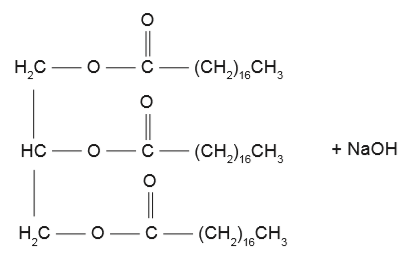 O
H₂C — O — C — (CH₂)₁₆CH₃
O
HC — O — C — (CH₂)₁₆CH₃ + NaOH
O
H₂C — O — C — (CH₂)₁₆CH₃